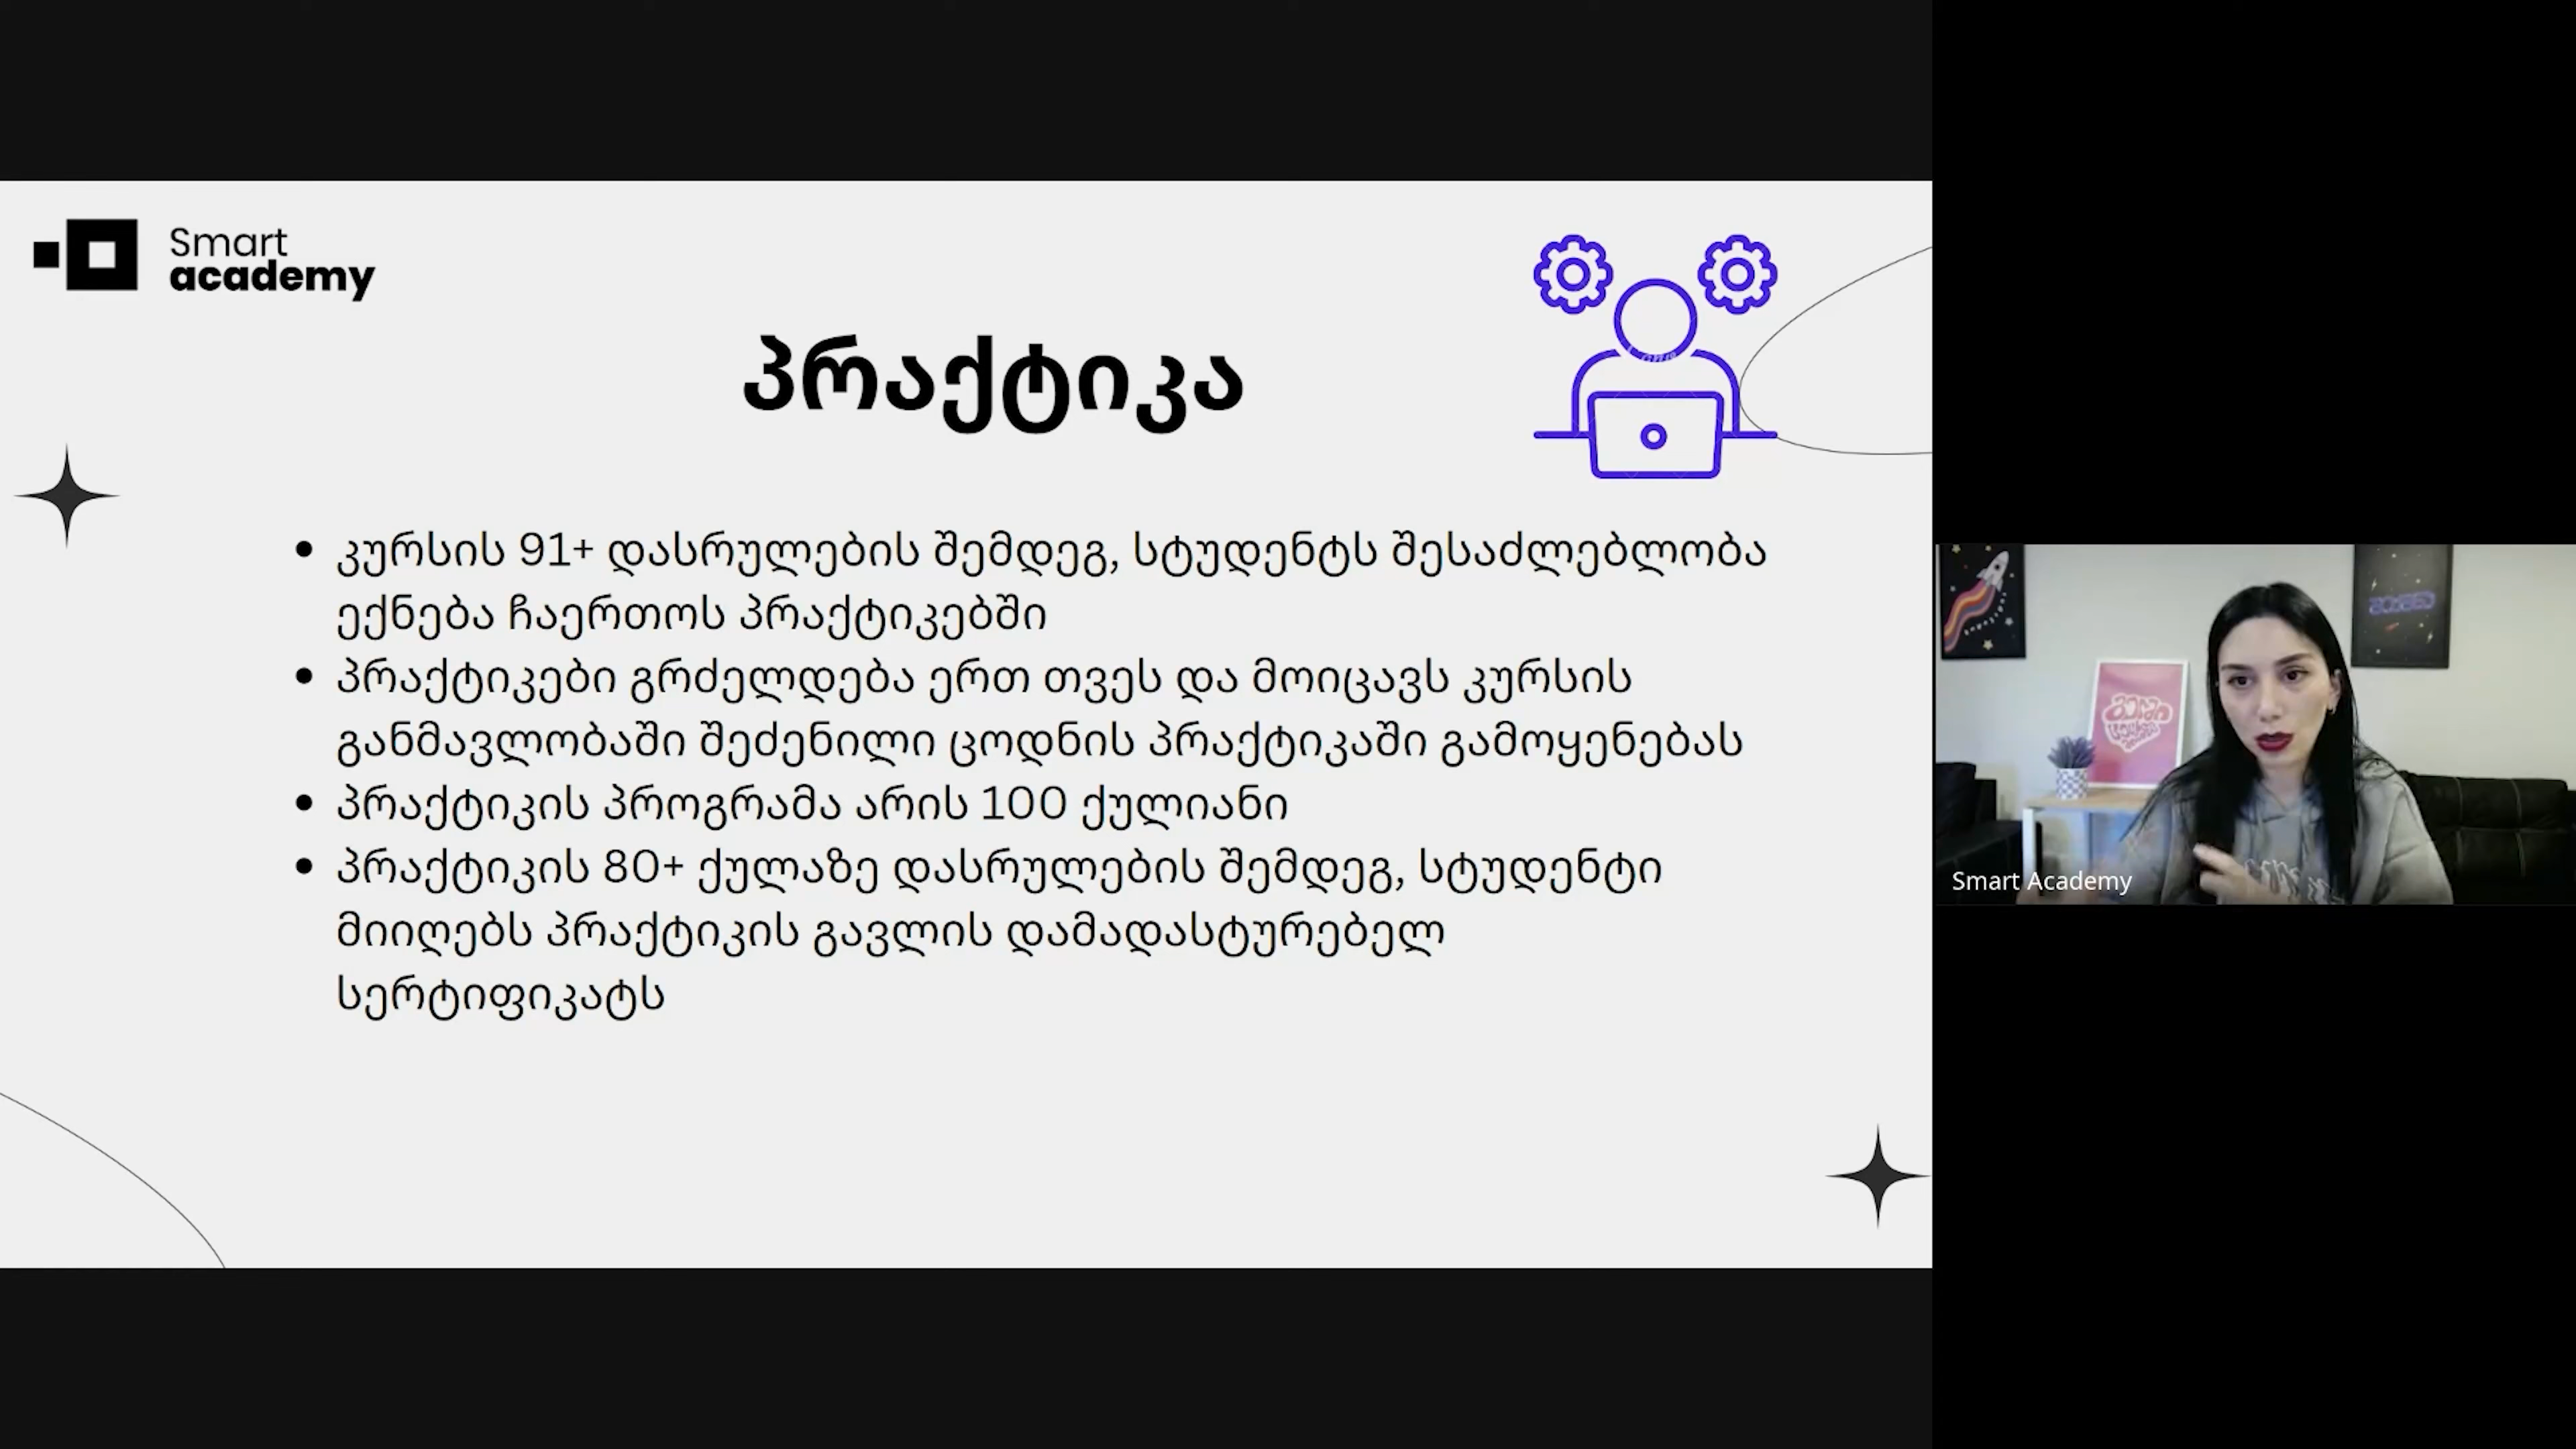 Smart
academy
პრაქტიკა
• კურსის 91+ დასრულების შემდეგ, სტუდენტს შესაძლებლობა
ექნება ჩაერთოს პრაქტიკებში
• პრაქტიკები გრძელდება ერთ თვეს და მოიცავს კურსის
განმავლობაში შეძენილი ცოდნის პრაქტიკაში გამოყენებას
• პრაქტიკის პროგრამა არის 100 ქულიანი
• პრაქტიკის 80+ ქულაზე დასრულების შემდეგ, სტუდენტი
მიიღებს პრაქტიკის გავლის დამადასტურებელ
სერტიფიკატს
Smart Academy